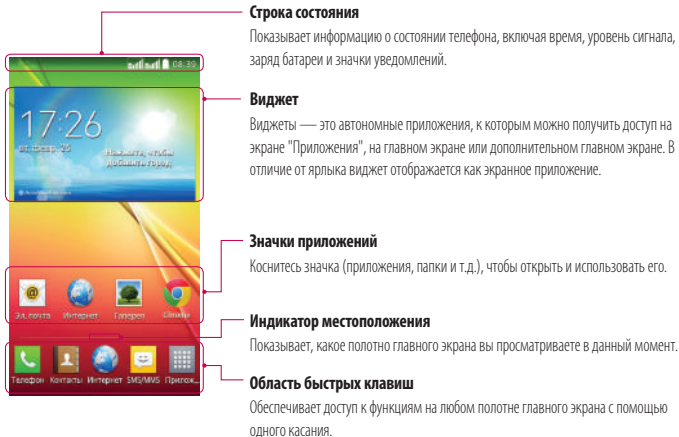 Строка состояния
Показывает информацию о состоянии телефона, включая время, уровень сигнала,
заряд батареи и значки уведомлений.
08:30
Виджет
Виджеты — это автономные приложения, к которым можно получить доступ на
экране "Приложения", на главном экране или дополнительном главном экране. В
отличие от ярлыка виджет отображается как экранное приложение.
17:26
вт, февр. 25
Нажмите, чтобы
добавить город
Значки приложений
Коснитесь значка (приложения, папки и т.д.), чтобы открыть и использовать его.
Эл. почта Интернет Галерея Chrome
Индикатор местоположения
Показывает, какое полотно главного экрана вы просматриваете в данный момент.
Телефон Контакты Интернет SMS/MMS Прилож...
Область быстрых клавиш
Обеспечивает доступ к функциям на любом полотне главного экрана с помощью
одного касания.